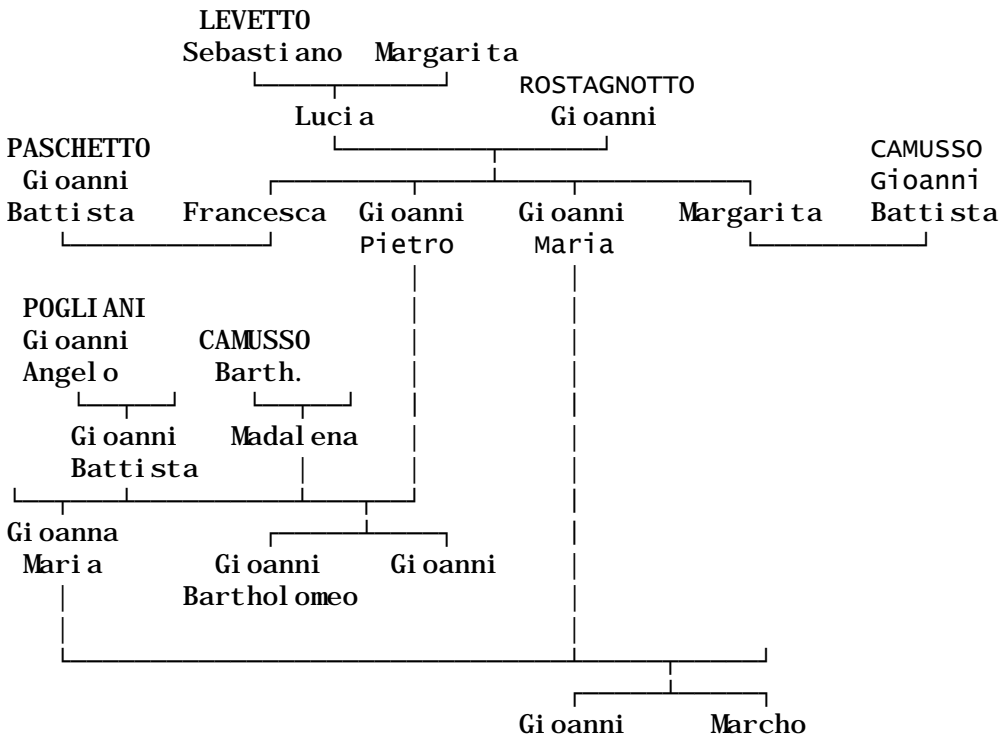 LEVETTO
Sebastiano Margarita
ROSTAGNOTTO
Lucia Gioanni
PASCHETTO CAMUSSO
Gioanni Gioanni
Battista Francesca Gioanni Gioanni Margarita Battista
Pietro Maria
POGLIANI
Gioanni CAMUSSO
Angelo Barth.
Gioanni Madalena
Battista
Gioanna
Maria Gioanni Gioanni
Bartholomeo
Gioanni Marcho